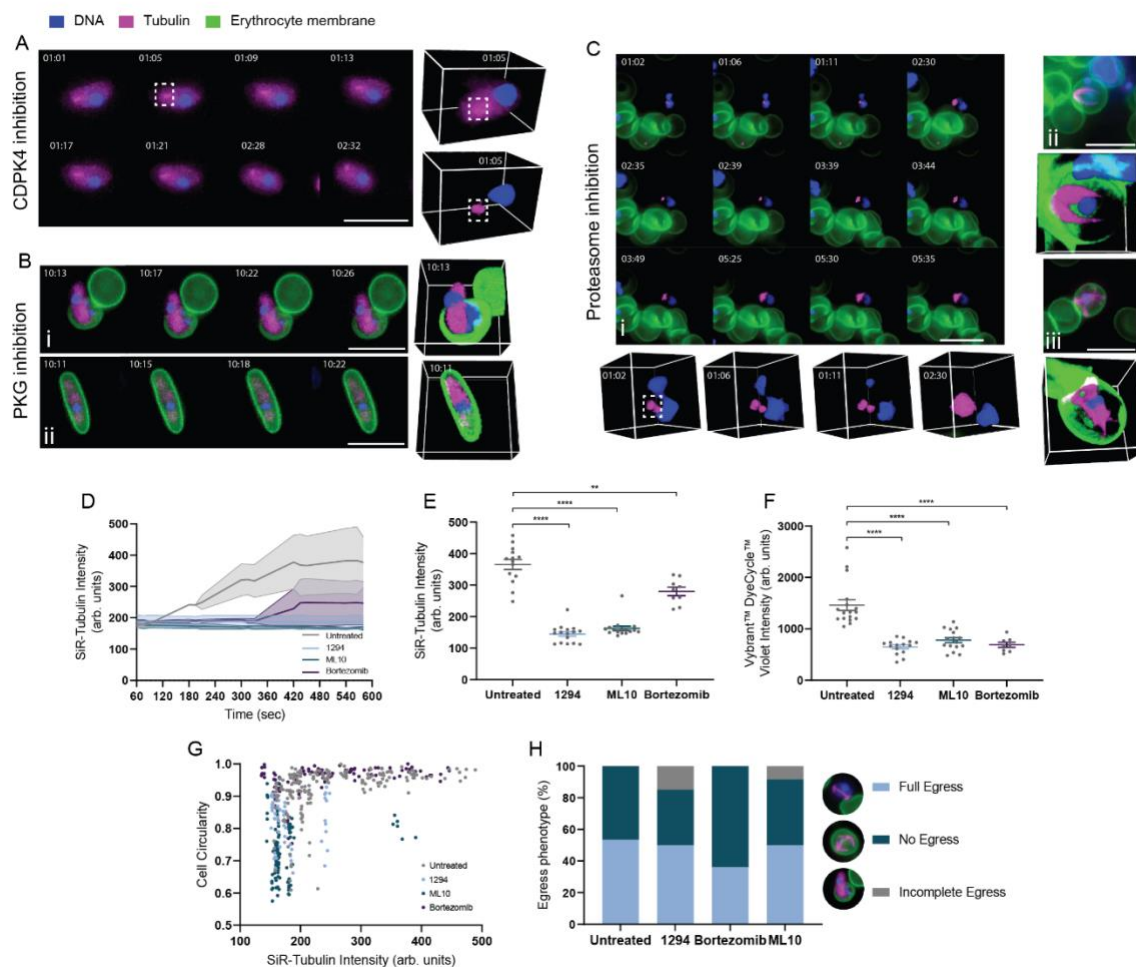 DNA Tubulin Erythrocyte membrane
A
CDPK4 inhibition
01:01 01:05 01:09 01:13
01:17 01:21 02:28 02:32
01:05
01:05
B
PKG inhibition
10:13 10:17 10:22 10:26
i
10:11 10:15 10:18 10:22
ii
10:13
10:11
C
Proteasome inhibition
01:02 01:06 01:11 02:30
02:35 02:39 03:39 03:44
03:49 05:25 05:30 05:35
i
01:02 01:06 01:11 02:30
ii
iii
D
SiR-Tubulin Intensity
(arb. units)
500
400
300
200
100
0
Untreated
1294
ML10
Bortezomib
60 120 180 240 300 360 420 480 540 600
Time (sec)
E
SiR-Tubulin Intensity
(arb. units)
500
400
300
200
100
0
**
****
****
Untreated 1294 ML10 Bortezomib
F
Vybrant™ DyeCycle™
Violet Intensity (arb. units)
3000
2000
1000
0
****
****
****
Untreated 1294 ML10 Bortezomib
G
Cell Circularity
1.0
0.9
0.8
0.7
0.6
0.5
Untreated
1294
ML10
Bortezomib
100 200 300 400 500
SiR-Tubulin Intensity (arb. units)
H
Egress phenotype (%)
100
80
60
40
20
0
Untreated 1294 Bortezomib ML10
Full Egress
No Egress
Incomplete Egress